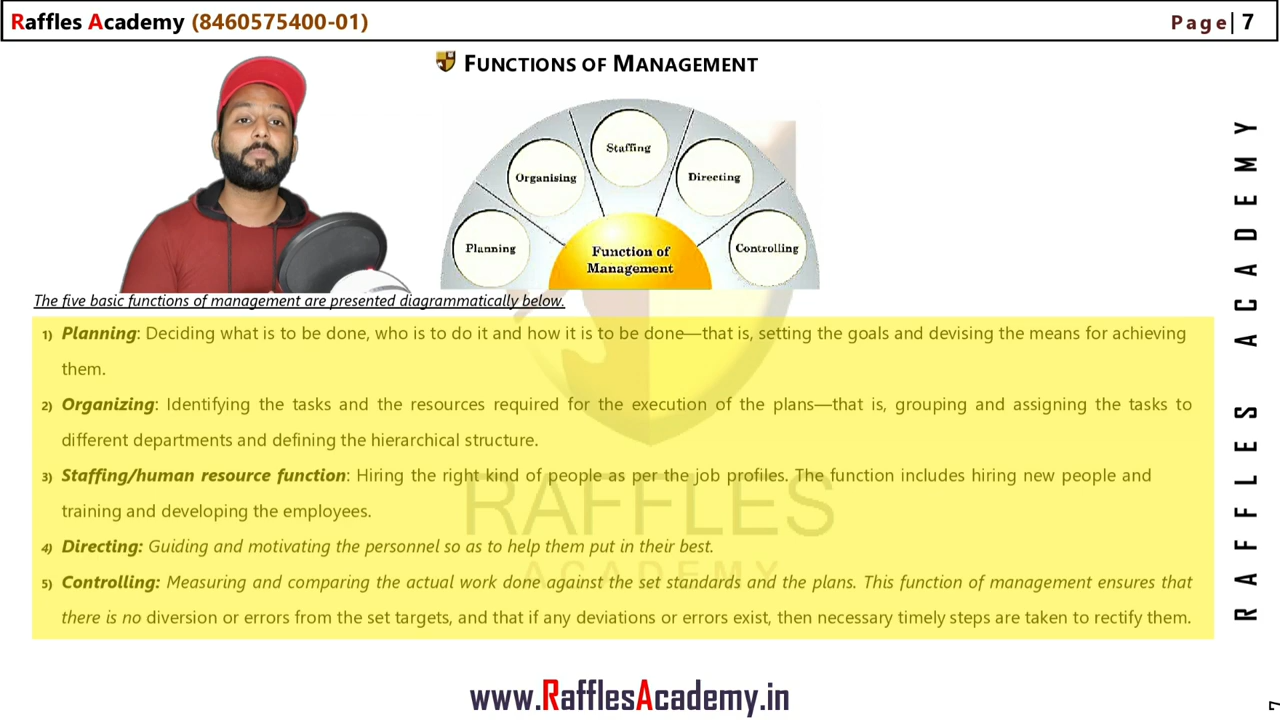 Raffles Academy (8460575400-01)
Page| 7
FUNCTIONS OF MANAGEMENT
Planning
Organising
Staffing
Directing
Controlling
Function of
Management
The five basic functions of management are presented diagrammatically below.
1) Planning: Deciding what is to be done, who is to do it and how it is to be done—that is, setting the goals and devising the means for achieving
them.
2) Organizing: Identifying the tasks and the resources required for the execution of the plans—that is, grouping and assigning the tasks to
different departments and defining the hierarchical structure.
3) Staffing/human resource function: Hiring the right kind of people as per the job profiles. The function includes hiring new people and
training and developing the employees.
4) Directing: Guiding and motivating the personnel so as to help them put in their best.
5) Controlling: Measuring and comparing the actual work done against the set standards and the plans. This function of management ensures that
there is no diversion or errors from the set targets, and that if any deviations or errors exist, then necessary timely steps are taken to rectify them.
RAFFLES
ACADEMY
RAFFLES ACADEMY
www.RafflesAcademy.in
7